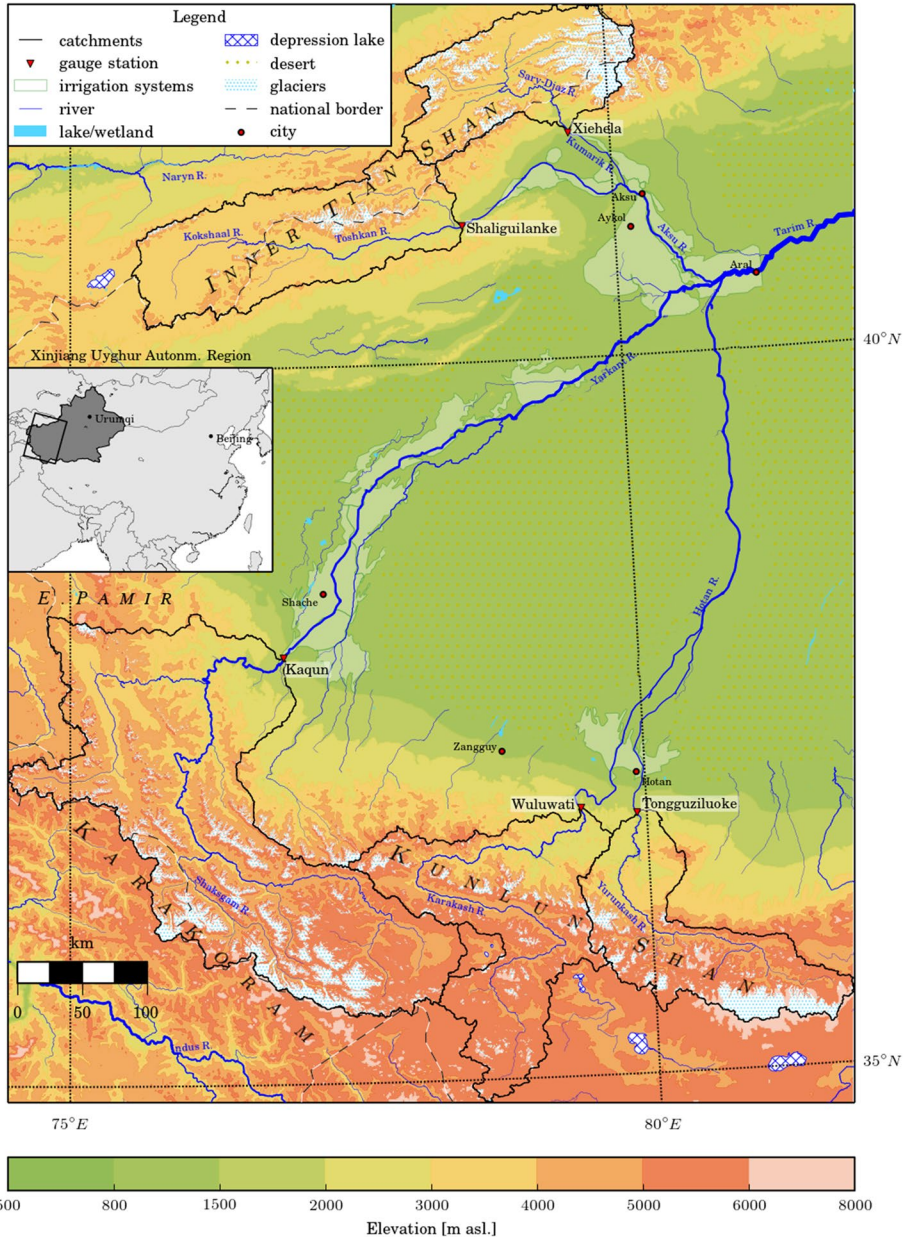 Legend
catchments
gauge station
irrigation systems
river
lake/wetland
depression lake
desert
glaciers
national border
city
Sary-Djaz R.
Xiehela
Kumarik R.
Naryn R.
INNER TIAN SHAN
Aksu
Aykol
Shaliguilanke
Kokshaal R.
Toshkan R.
Aksu R.
Tarim R.
Aral
40°N
Xinjiang Uyghur Autonm. Region
Yarkant R.
Urumqi
Beijing
E. PAMIR
Shache
Hotan R.
Kaqun
Zangguy
Hotan
Wuluwati
Tongguziluoke
KARAKORAM
KUNLUN SHAN
Shaksgam R.
Karakash R.
Yurunkash R.
km
0 50 100
ndus R.
35°N
75°E
80°E
500 800 1500 2000 3000 4000 5000 6000 8000
Elevation [m asl.]